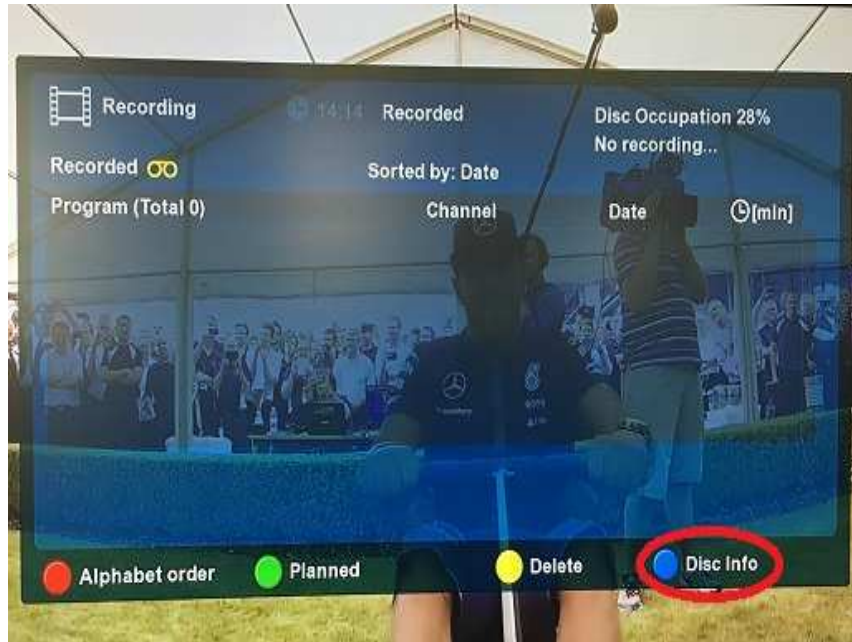 Recording
14:14
Recorded
Disc Occupation 28%
No recording...
Recorded
Sorted by: Date
Program (Total 0)
Channel
Date
[min]
Alphabet order
Planned
Delete
Disc Info